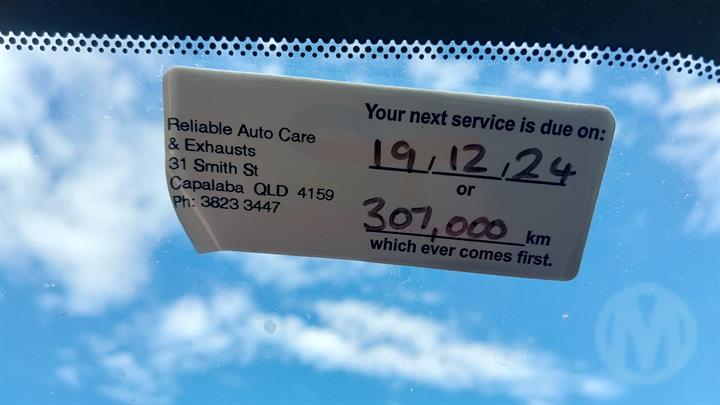 Reliable Auto Care
& Exhausts
31 Smith St
Capalaba QLD 4159
Ph: 3823 3447
Your next service is due on:
19, 12, 24
or
307,000 km
which ever comes first.
M